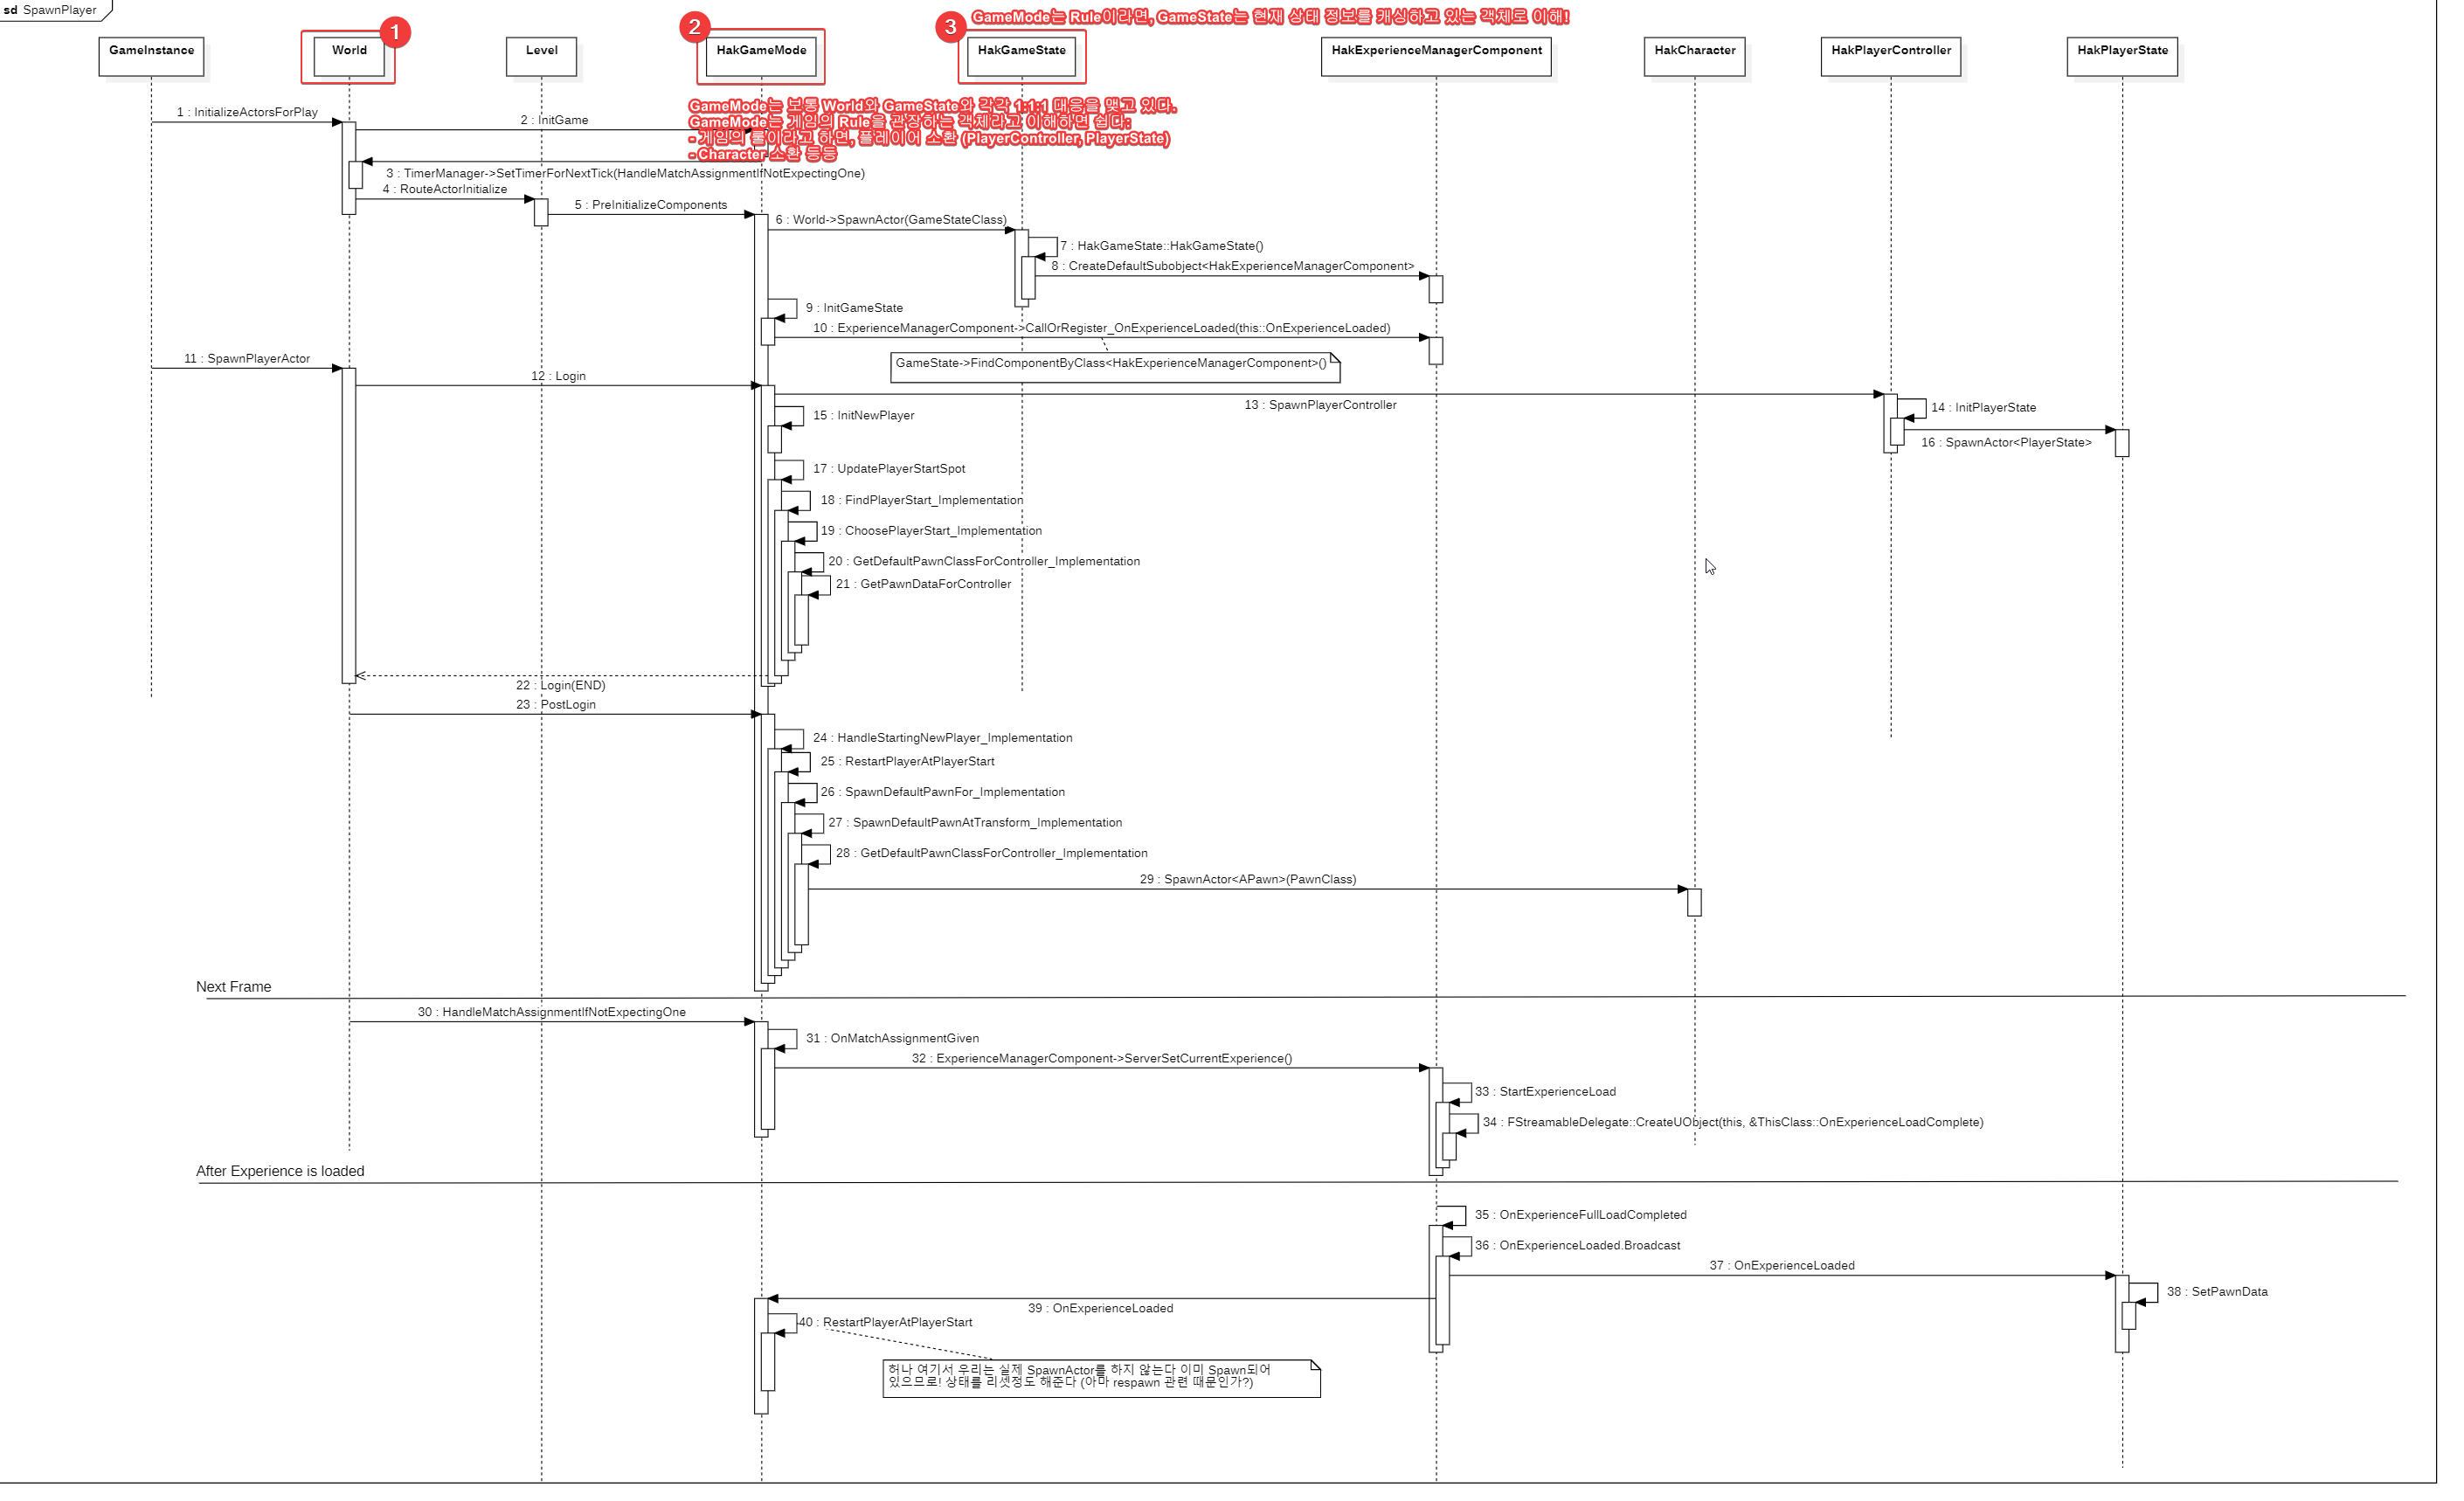 sd SpawnPlayer
GameMode는 Rule이라면, GameState는 현재 상태 정보를 캐싱하고 있는 객체로 이해!
1
2
3
GameInstance
World
Level
HakGameMode
HakGameState
HakExperienceManagerComponent
HakCharacter
HakPlayerController
HakPlayerState
GameMode는 보통 World와 GameState와 각각 1:1:1 대응을 맺고 있다.
GameMode는 게임의 Rule을 관장하는 객체라고 이해하면 쉽다:
- 게임의 룰이라고 하면, 플레이어 소환 (PlayerController, PlayerState)
- Character 소환 등등
1 : InitializeActorsForPlay
2 : InitGame
3 : TimerManager->SetTimerForNextTick(HandleMatchAssignmentIfNotExpectingOne)
4 : RouteActorInitialize
5 : PreInitializeComponents
6 : World->SpawnActor(GameStateClass)
7 : HakGameState::HakGameState()
8 : CreateDefaultSubobject<HakExperienceManagerComponent>
9 : InitGameState
10 : ExperienceManagerComponent->CallOrRegister_OnExperienceLoaded(this::OnExperienceLoaded)
GameState->FindComponentByClass<HakExperienceManagerComponent>()
11 : SpawnPlayerActor
12 : Login
13 : SpawnPlayerController
14 : InitPlayerState
15 : InitNewPlayer
16 : SpawnActor<PlayerState>
17 : UpdatePlayerStartSpot
18 : FindPlayerStart_Implementation
19 : ChoosePlayerStart_Implementation
20 : GetDefaultPawnClassForController_Implementation
21 : GetPawnDataForController
22 : Login(END)
23 : PostLogin
24 : HandleStartingNewPlayer_Implementation
25 : RestartPlayerAtPlayerStart
26 : SpawnDefaultPawnFor_Implementation
27 : SpawnDefaultPawnAtTransform_Implementation
28 : GetDefaultPawnClassForController_Implementation
29 : SpawnActor<APawn>(PawnClass)
Next Frame
30 : HandleMatchAssignmentIfNotExpectingOne
31 : OnMatchAssignmentGiven
32 : ExperienceManagerComponent->ServerSetCurrentExperience()
33 : StartExperienceLoad
34 : FStreamableDelegate::CreateUObject(this, &ThisClass::OnExperienceLoadComplete)
After Experience is loaded
35 : OnExperienceFullLoadCompleted
36 : OnExperienceLoaded.Broadcast
37 : OnExperienceLoaded
38 : SetPawnData
39 : OnExperienceLoaded
40 : RestartPlayerAtPlayerStart
허나 여기서 우리는 실제 SpawnActor를 하지 않는다 이미 Spawn되어
있으므로! 상태를 리셋정도 해준다 (아마 respawn 관련 때문인가?)